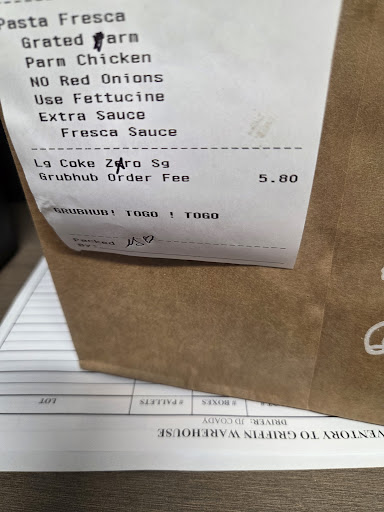 Pasta Fresca
Grated Parm
Parm Chicken
NO Red Onions
Use Fettucine
Extra Sauce
Fresca Sauce
Lg Coke Zero Sg
Grubhub Order Fee 5.80
GRUBHUB! TOGO ! TOGO
Packed
BY:
LOT # PALLETS # BOXES
DRIVER: JD COADY
VENTORY TO GRIFFIN WAREHOUSE